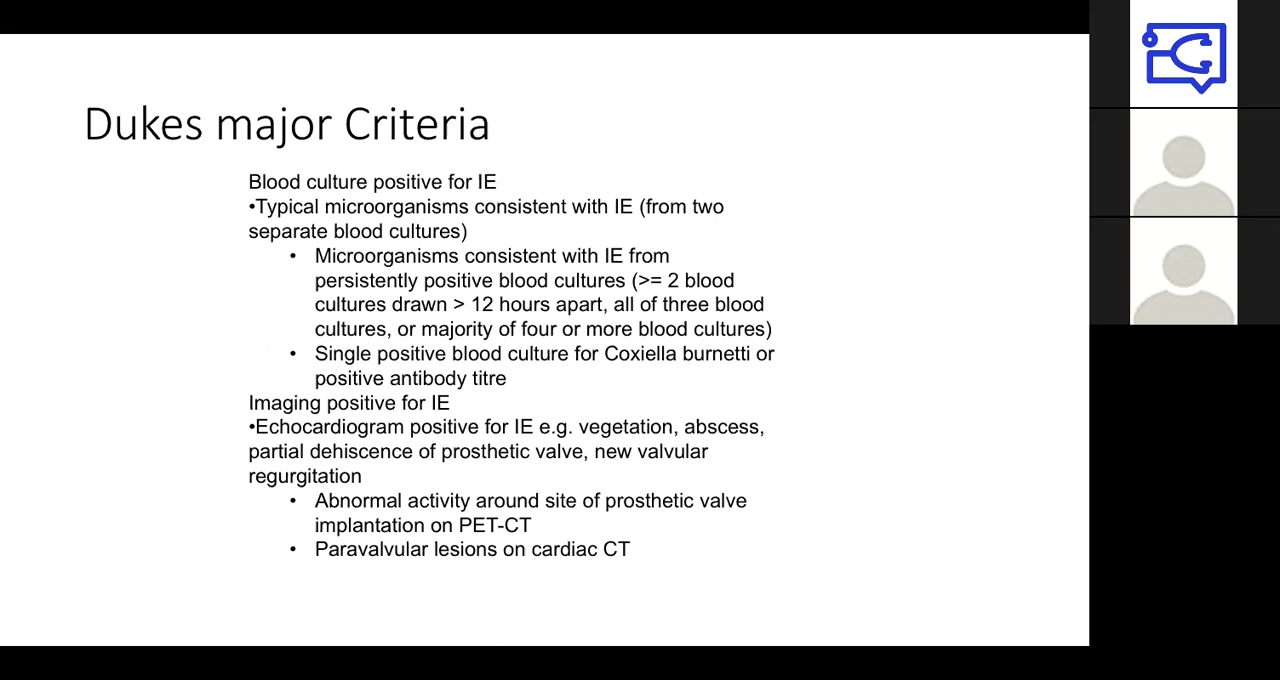 Dukes major Criteria
Blood culture positive for IE
•Typical microorganisms consistent with IE (from two
separate blood cultures)
• Microorganisms consistent with IE from
persistently positive blood cultures (>= 2 blood
cultures drawn > 12 hours apart, all of three blood
cultures, or majority of four or more blood cultures)
• Single positive blood culture for Coxiella burnetti or
positive antibody titre
Imaging positive for IE
•Echocardiogram positive for IE e.g. vegetation, abscess,
partial dehiscence of prosthetic valve, new valvular
regurgitation
• Abnormal activity around site of prosthetic valve
implantation on PET-CT
• Paravalvular lesions on cardiac CT